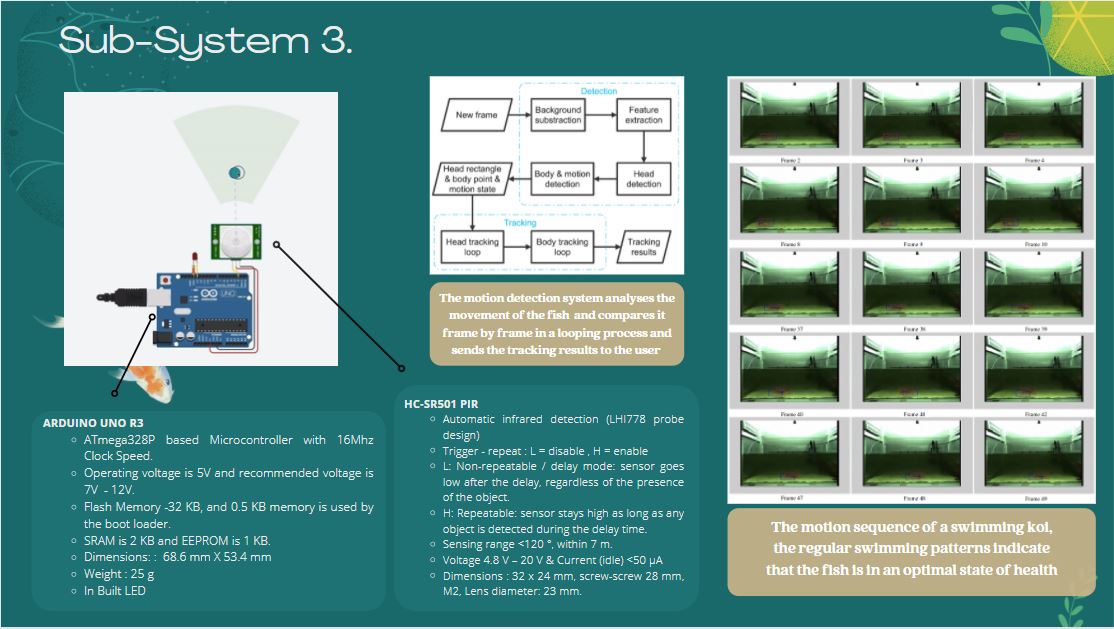 Sub-System 3.
Detection
New frame
Background
substraction
Feature
extraction
Head rectangle
& body point &
motion state
Body & motion
detection
Head
detection
Tracking
Head tracking
loop
Body tracking
loop
Tracking
results
The motion detection system analyses the
movement of the fish and compares it
frame by frame in a looping process and
sends the tracking results to the user
Frame 2
Frame 3
Frame 4
Frame 8
Frame 9
Frame 10
Frame 37
Frame 38
Frame 39
Frame 40
Frame 41
Frame 42
Frame 47
Frame 48
Frame 49
The motion sequence of a swimming koi,
the regular swimming patterns indicate
that the fish is in an optimal state of health
UNO
ARDUINO UNO R3
ATmega328P based Microcontroller with 16Mhz
Clock Speed.
Operating voltage is 5V and recommended voltage is
7V - 12V.
Flash Memory -32 KB, and 0.5 KB memory is used by
the boot loader.
SRAM is 2 KB and EEPROM is 1 KB.
Dimensions: : 68.6 mm X 53.4 mm
Weight : 25 g
In Built LED
HC-SR501 PIR
Automatic infrared detection (LHI778 probe
design)
Trigger - repeat : L = disable , H = enable
L: Non-repeatable / delay mode: sensor goes
low after the delay, regardless of the presence
of the object.
H: Repeatable: sensor stays high as long as any
object is detected during the delay time.
Sensing range <120 °, within 7 m.
Voltage 4.8 V – 20 V & Current (idle) <50 µA
Dimensions : 32 x 24 mm, screw-screw 28 mm,
M2, Lens diameter: 23 mm.